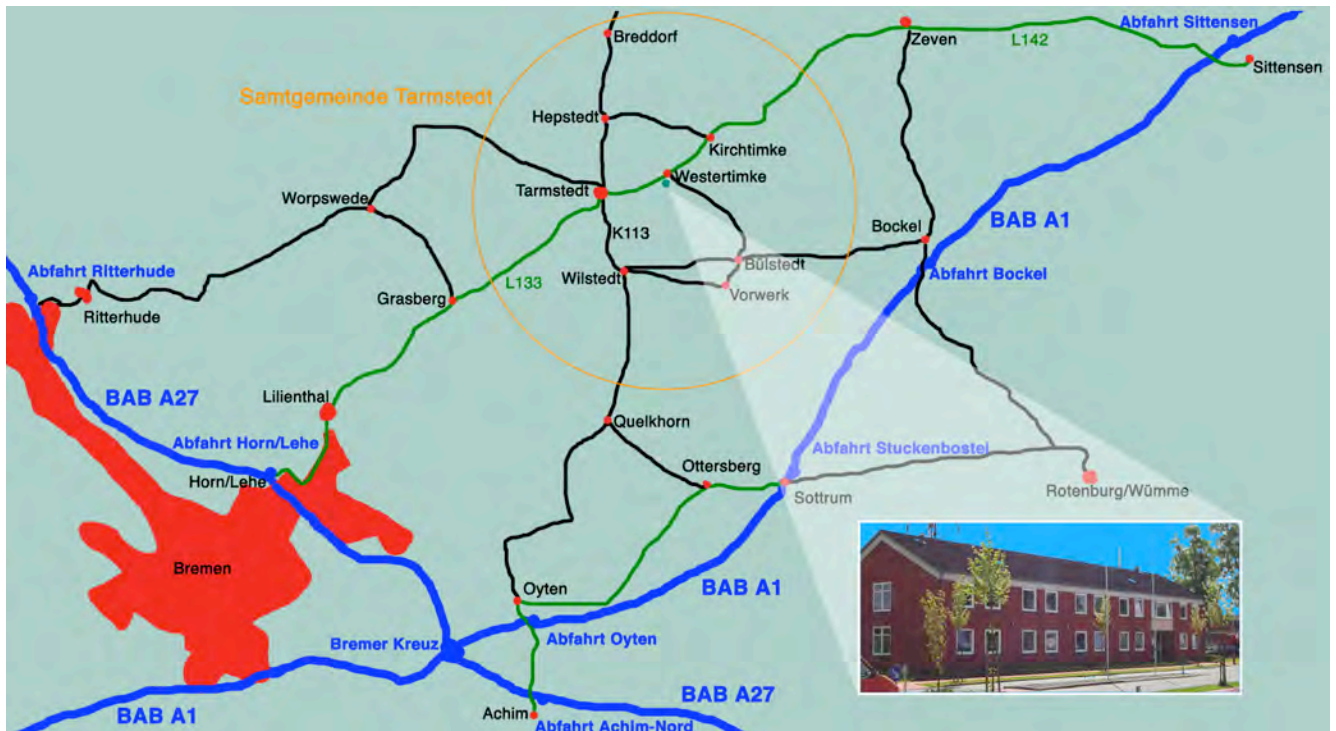 Abfahrt Sittensen
Breddorf
Zeven
L142
Sittensen
Samtgemeinde Tarmstedt
Hepstedt
Kirchtimke
Westertimke
Tarmstedt
Worpswede
BAB A1
K113
Bockel
Bülstedt
Abfahrt Ritterhude
Wilstedt
Abfahrt Bockel
L133
Vorwerk
Grasberg
Ritterhude
BAB A27
Lilienthal
Quelkhorn
Abfahrt Horn/Lehe
Abfahrt Stuckenbostel
Ottersberg
Horn/Lehe
Sottrum
Rotenburg/Wümme
Bremen
Oyten
BAB A1
Bremer Kreuz
Abfahrt Oyten
BAB A27
BAB A1
Achim
Abfahrt Achim-Nord